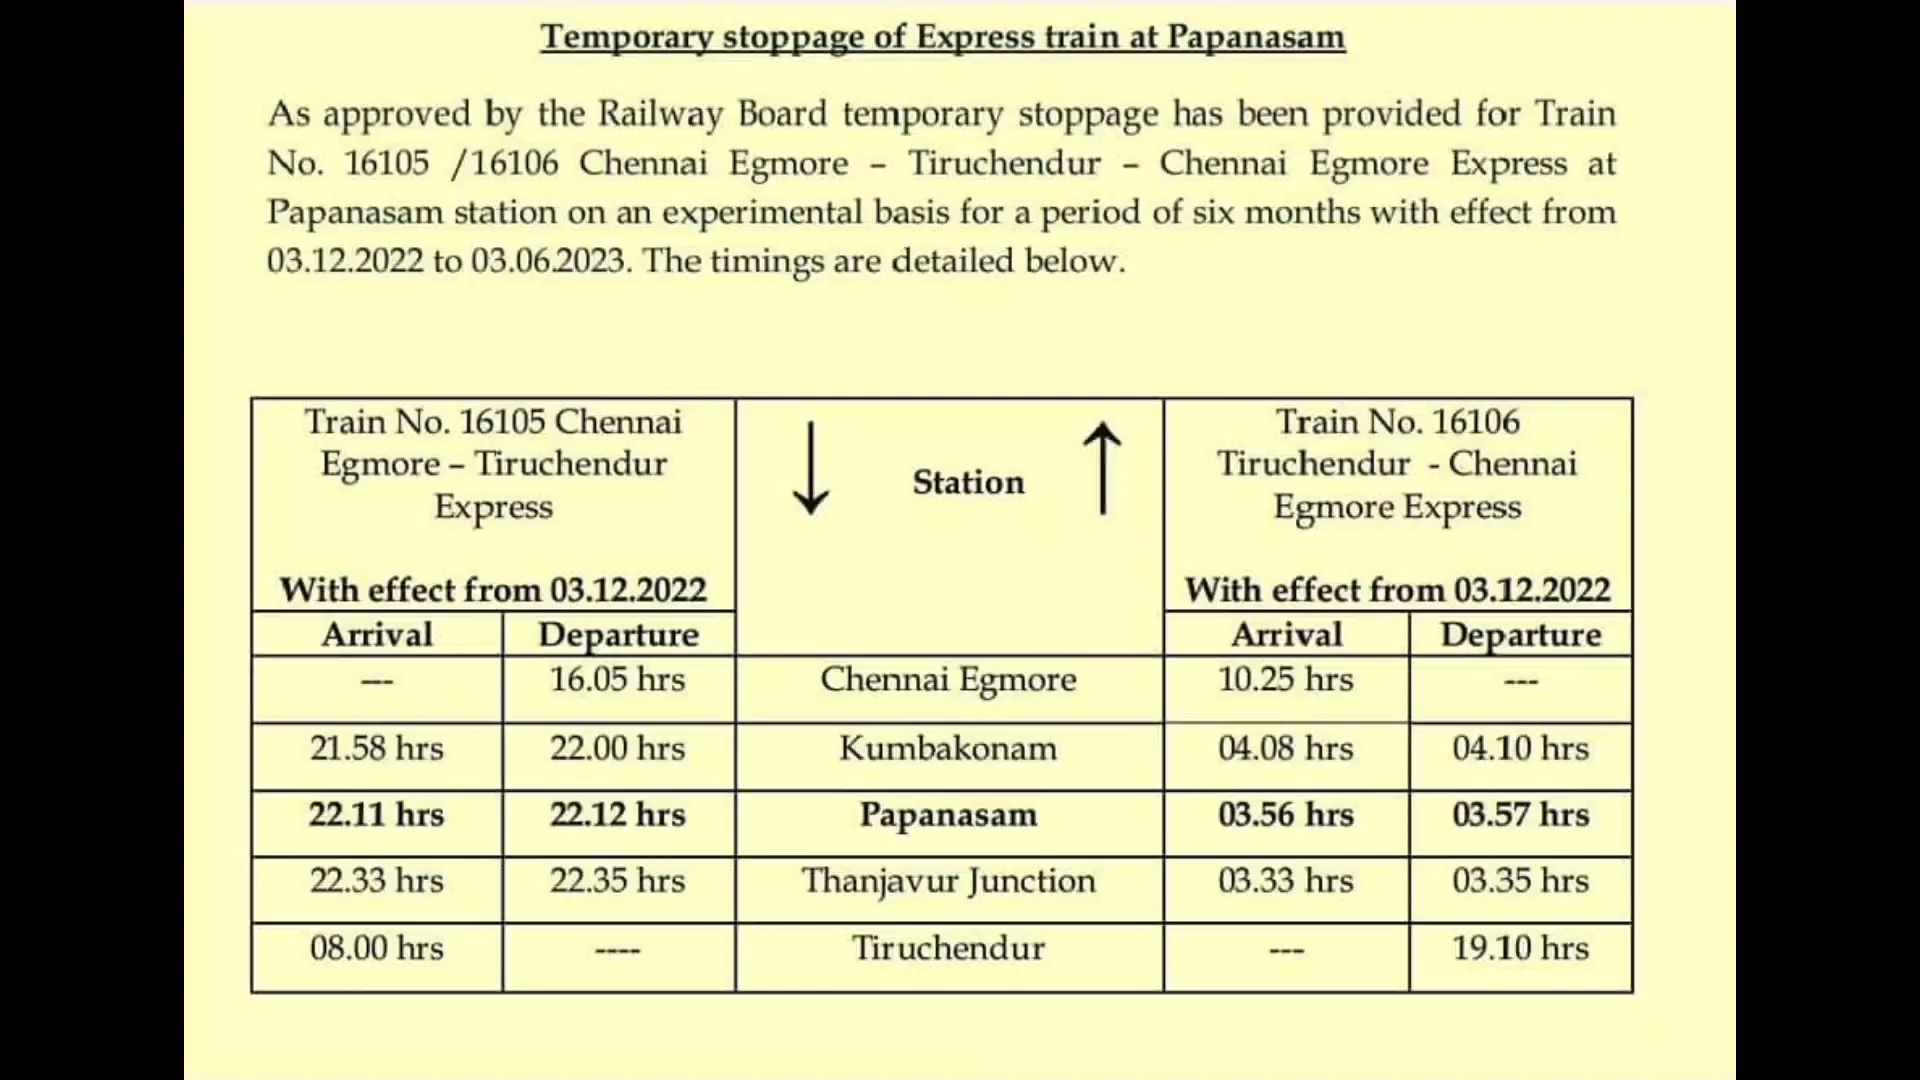 Temporary stoppage of Express train at Papanasam
As approved by the Railway Board temporary stoppage has been provided for Train
No. 16105 /16106 Chennai Egmore – Tiruchendur – Chennai Egmore Express at
Papanasam station on an experimental basis for a period of six months with effect from
03.12.2022 to 03.06.2023. The timings are detailed below.
Train No. 16105 Chennai
Egmore – Tiruchendur
Express
With effect from 03.12.2022
↓ Station ↑
Train No. 16106
Tiruchendur - Chennai
Egmore Express
With effect from 03.12.2022
Arrival Departure Arrival Departure
--- 16.05 hrs Chennai Egmore 10.25 hrs ---
21.58 hrs 22.00 hrs Kumbakonam 04.08 hrs 04.10 hrs
22.11 hrs 22.12 hrs Papanasam 03.56 hrs 03.57 hrs
22.33 hrs 22.35 hrs Thanjavur Junction 03.33 hrs 03.35 hrs
08.00 hrs ---- Tiruchendur --- 19.10 hrs